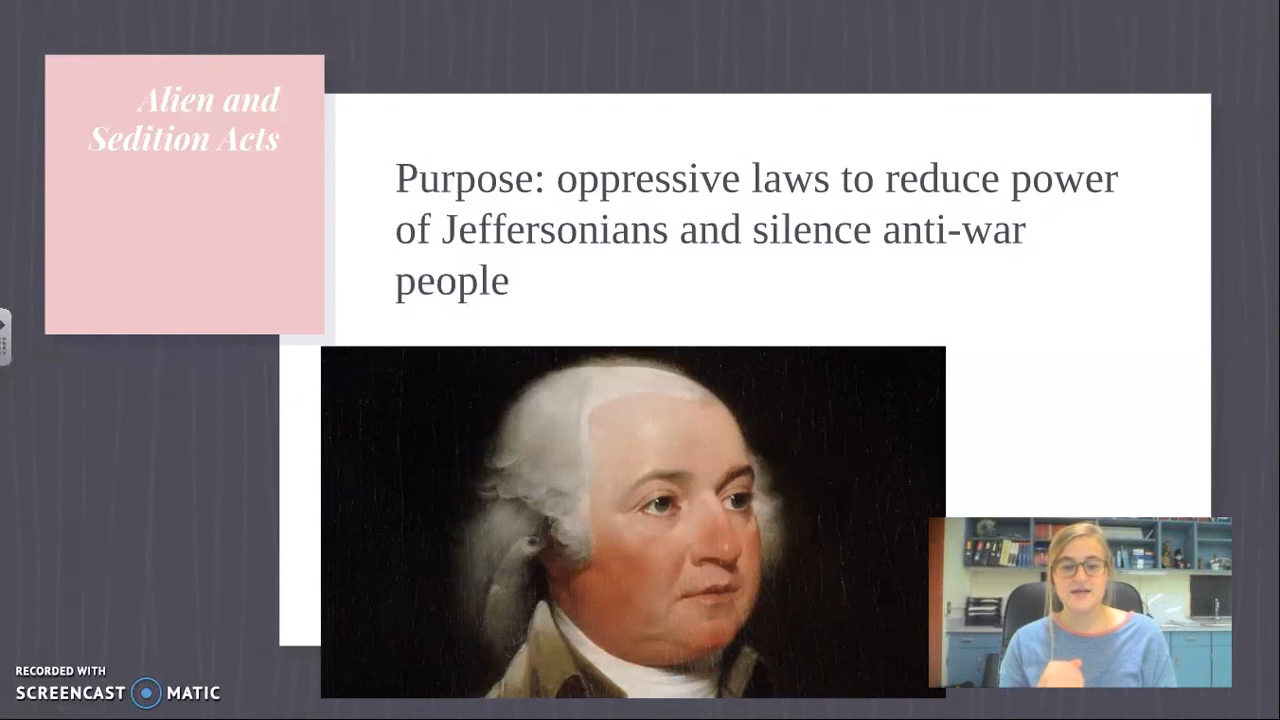 Alien and
Sedition Acts
Purpose: oppressive laws to reduce power
of Jeffersonians and silence anti-war
people
RECORDED WITH
SCREENCAST MATIC